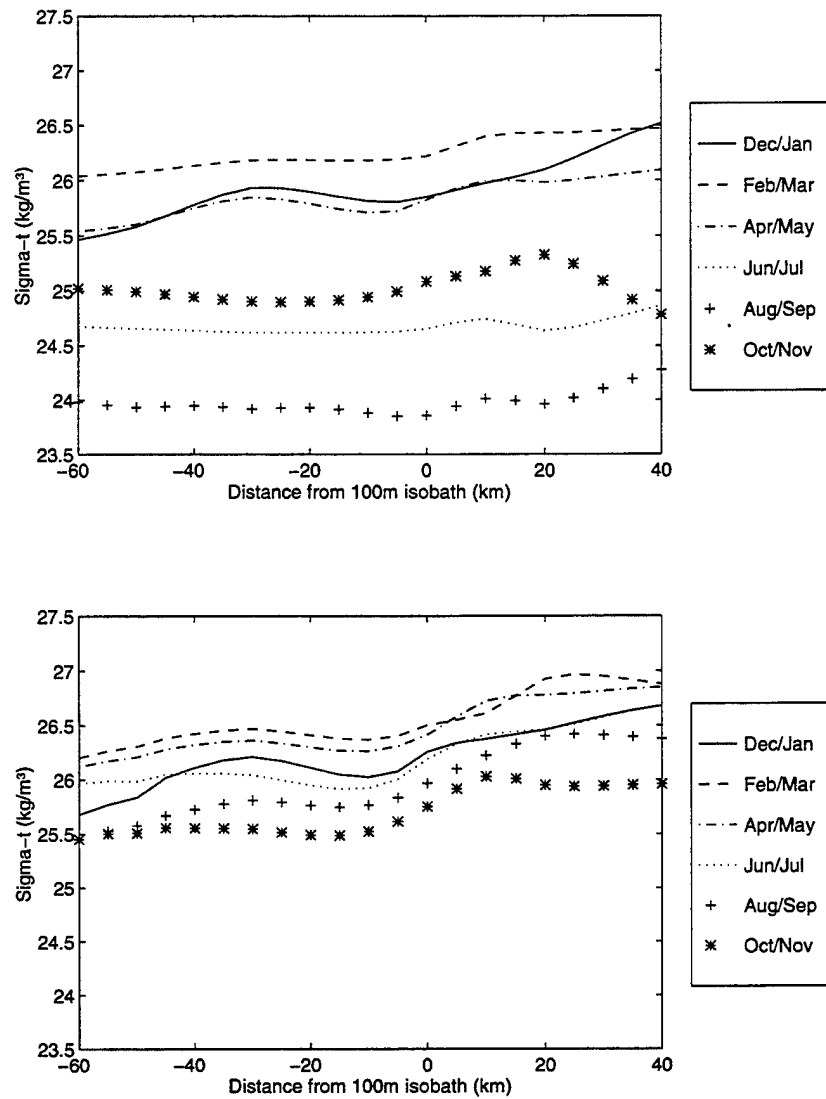 27.5
27
26.5
26
25.5
25
24.5
24
23.5
Sigma-t (kg/m³)
-60
-40
-20
0
20
40
Distance from 100m isobath (km)
Dec/Jan
Feb/Mar
Apr/May
Jun/Jul
Aug/Sep
Oct/Nov
27.5
27
26.5
26
25.5
25
24.5
24
23.5
Sigma-t (kg/m³)
-60
-40
-20
0
20
40
Distance from 100m isobath (km)
Dec/Jan
Feb/Mar
Apr/May
Jun/Jul
Aug/Sep
Oct/Nov